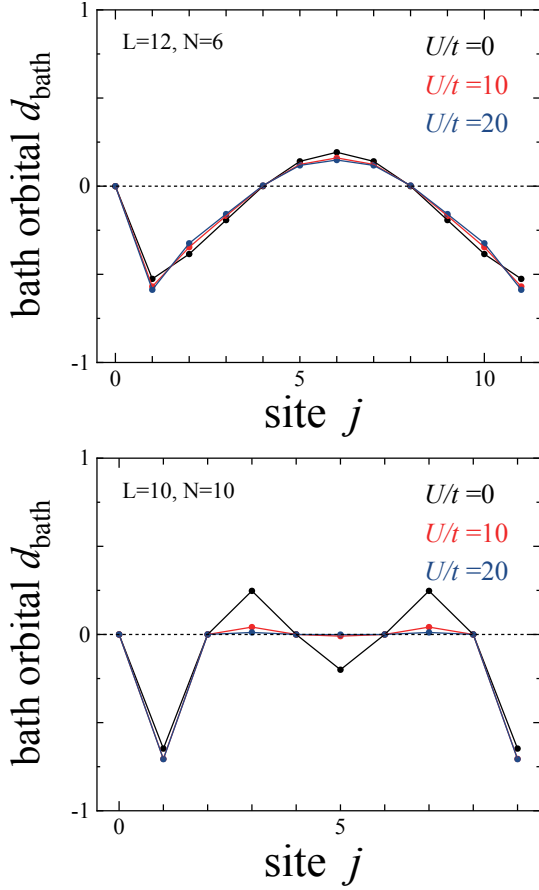 1
L=12, N=6
U/t =0
U/t =10
U/t =20
bath orbital d_bath
0
-1
0
5
10
site j
1
L=10, N=10
U/t =0
U/t =10
U/t =20
bath orbital d_bath
0
-1
0
5
site j